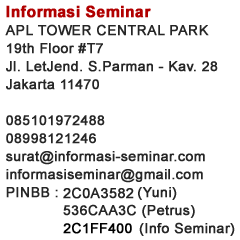 Informasi Seminar
APL TOWER CENTRAL PARK
19th Floor #T7
Jl. LetJend. S.Parman - Kav. 28
Jakarta 11470
085101972488
08998121246
surat@informasi-seminar.com
informasiseminar@gmail.com
PINBB : 2C0A3582 (Yuni)
536CAA3C (Petrus)
2C1FF400 (Info Seminar)